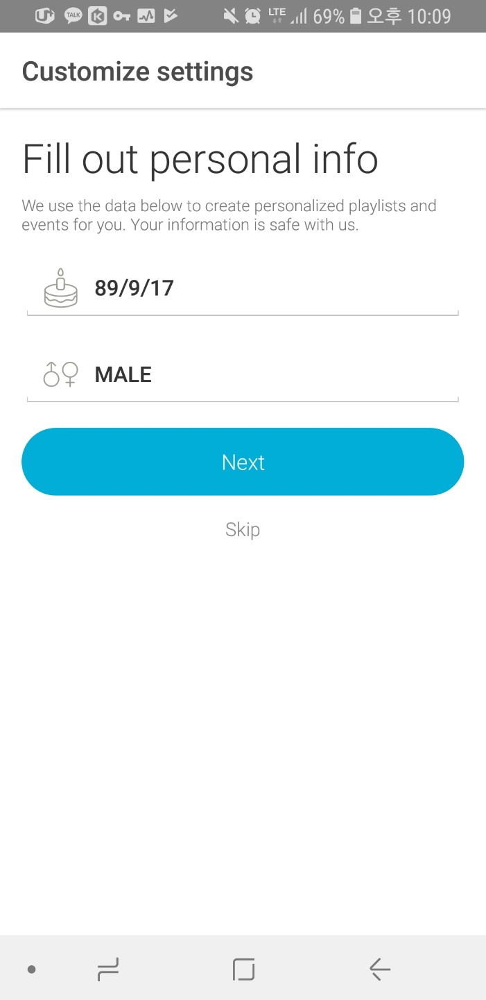 TALK LTE 69% 오후 10:09
Customize settings
Fill out personal info
We use the data below to create personalized playlists and
events for you. Your information is safe with us.
89/9/17
MALE
Next
Skip